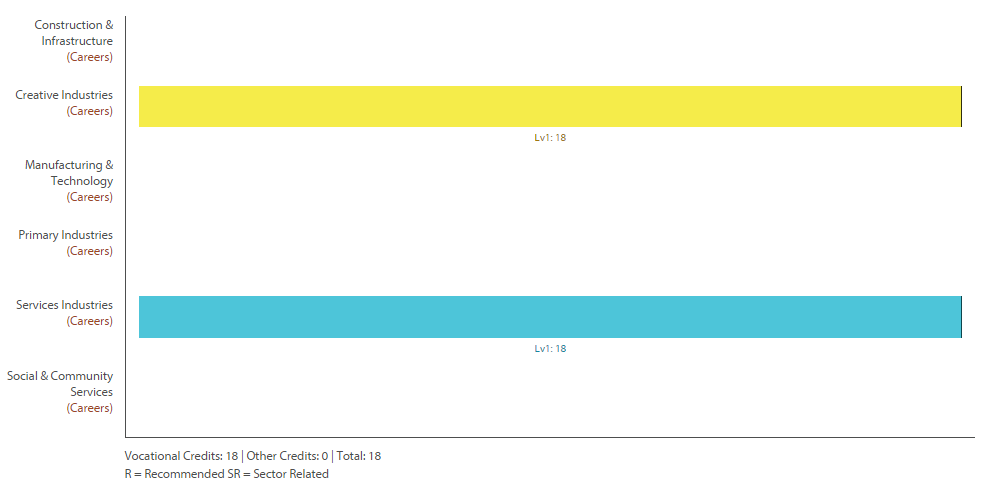 Construction &
Infrastructure
(Careers)
Creative Industries
(Careers)
Lv1: 18
Manufacturing &
Technology
(Careers)
Primary Industries
(Careers)
Services Industries
(Careers)
Lv1: 18
Social & Community
Services
(Careers)
Vocational Credits: 18 | Other Credits: 0 | Total: 18
R = Recommended SR = Sector Related